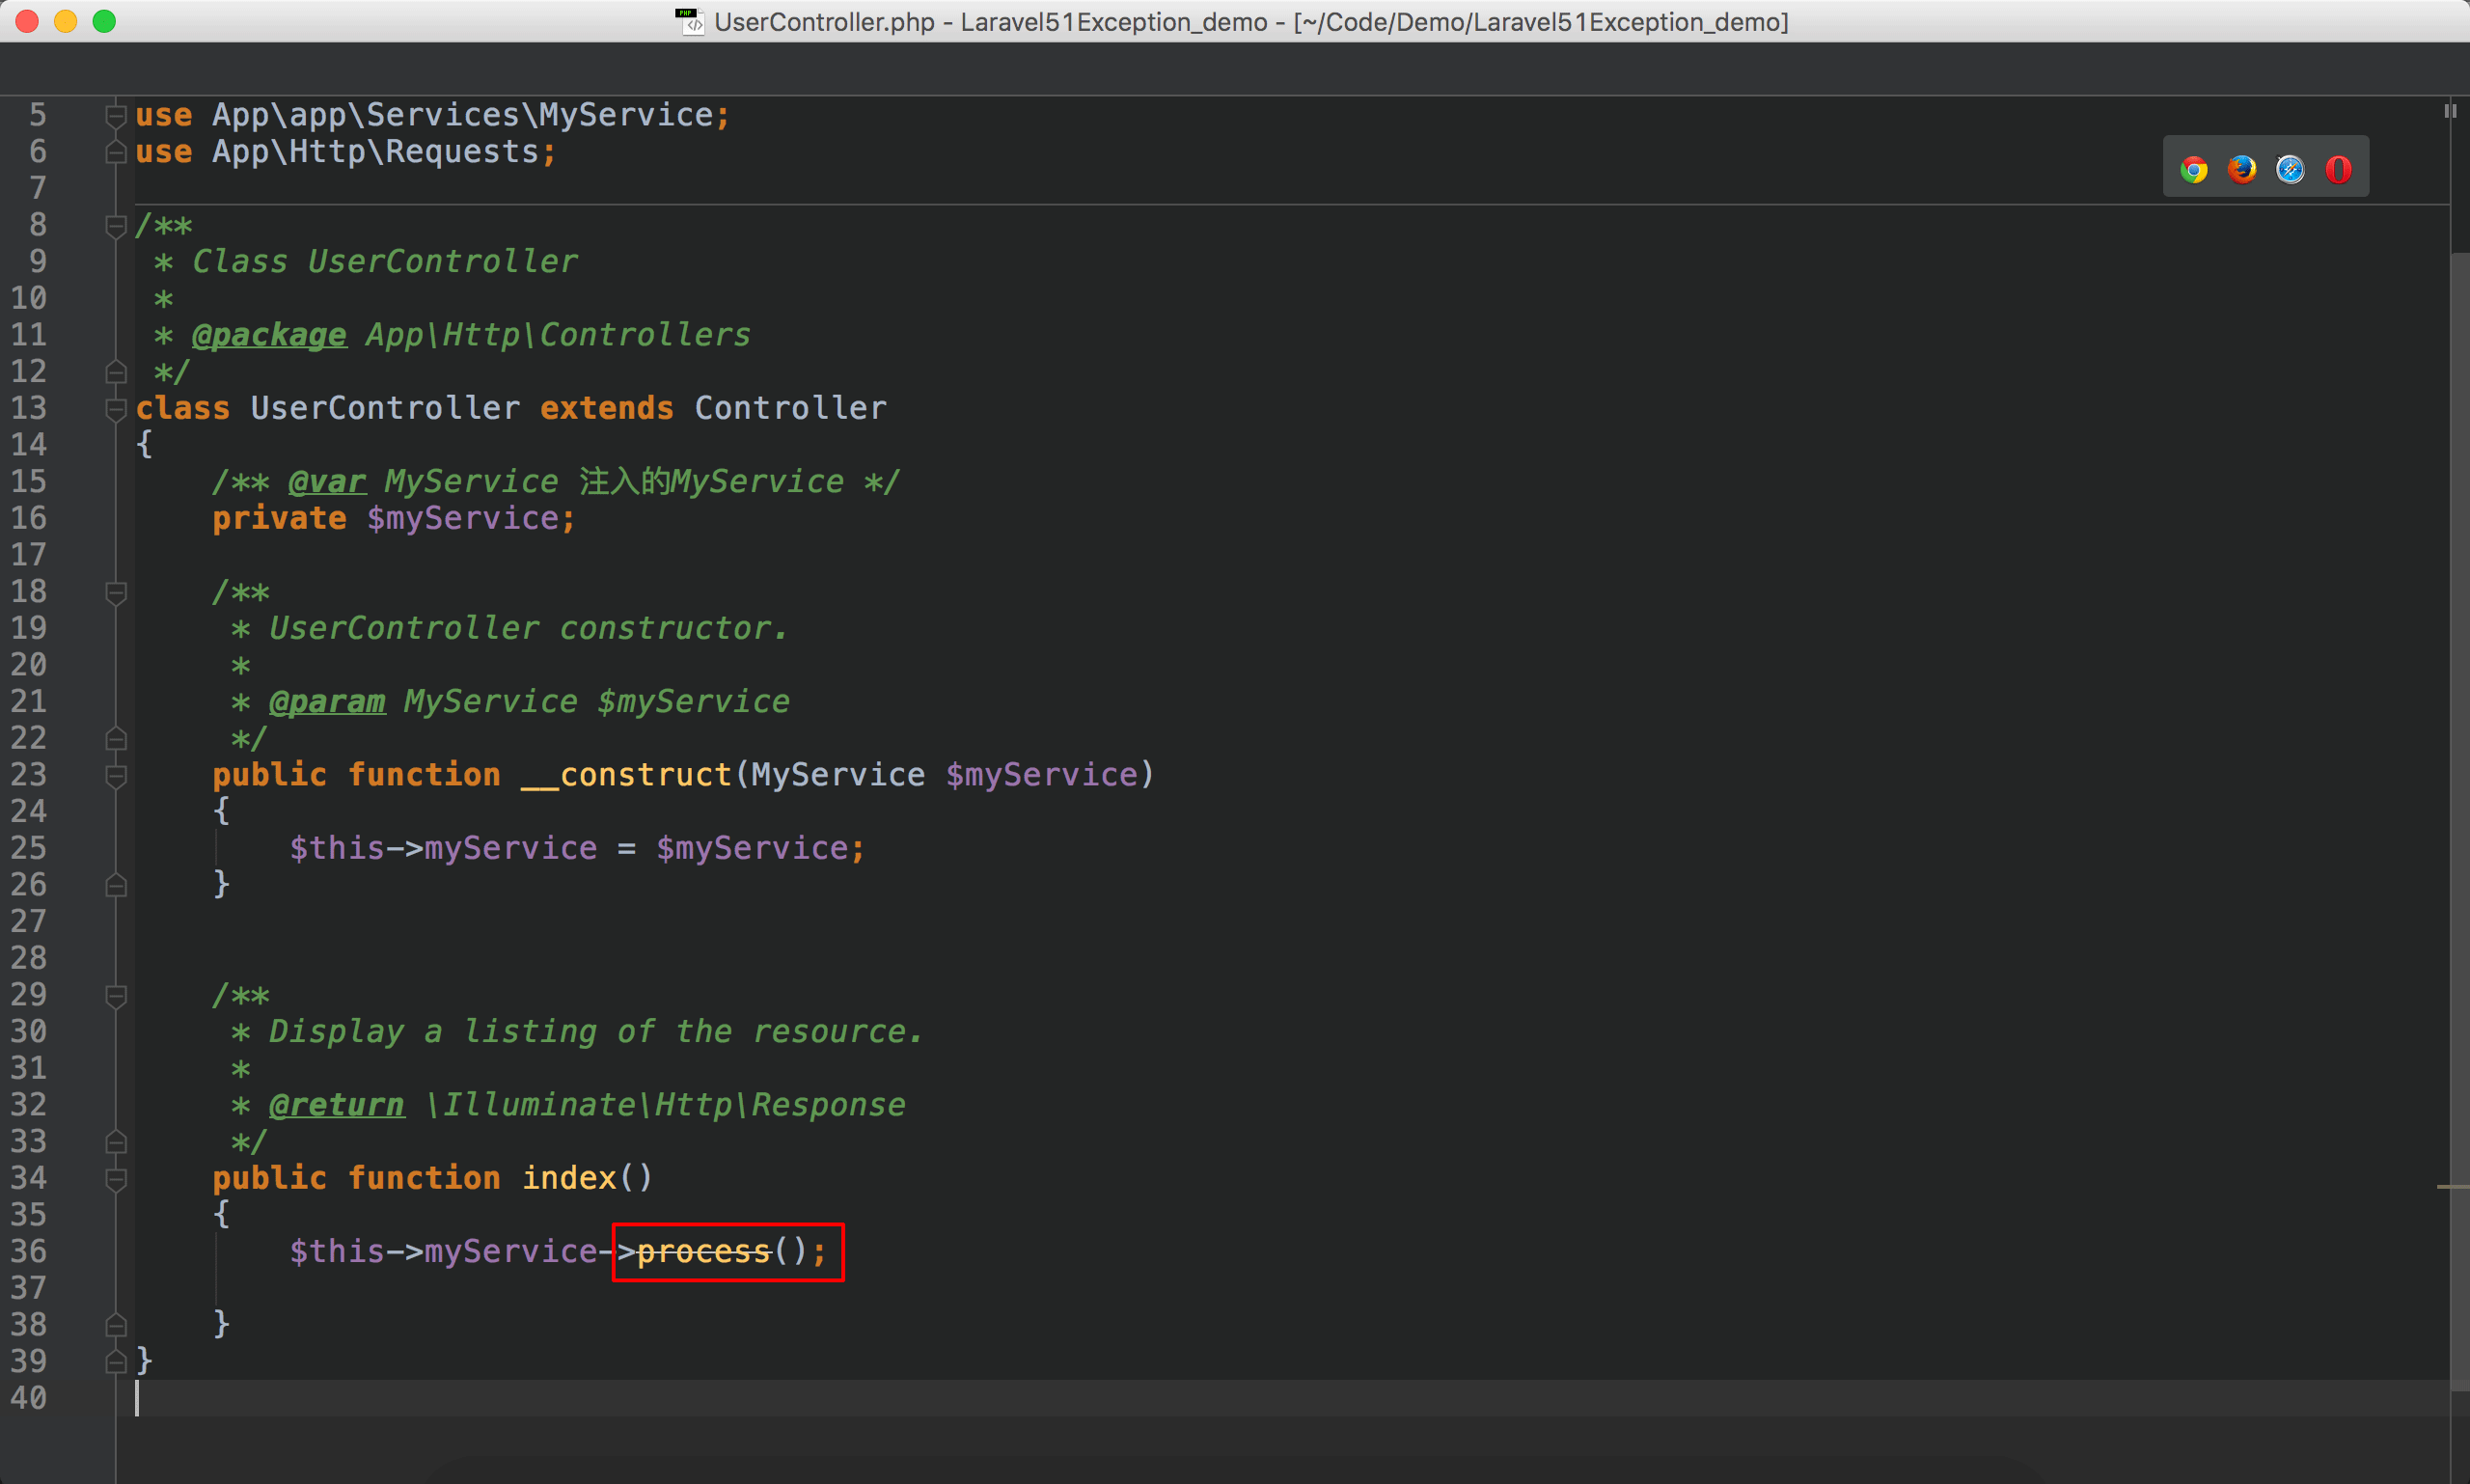 UserController.php - Laravel51Exception_demo - [~/Code/Demo/Laravel51Exception_demo]
5 use App\app\Services\MyService;
6 use App\Http\Requests;
7
8 /**
9 * Class UserController
10 *
11 * @package App\Http\Controllers
12 */
13 class UserController extends Controller
14 {
15 /** @var MyService 注入的MyService */
16 private $myService;
17
18 /**
19 * UserController constructor.
20 *
21 * @param MyService $myService
22 */
23 public function __construct(MyService $myService)
24 {
25 $this->myService = $myService;
26 }
27
28
29 /**
30 * Display a listing of the resource.
31 *
32 * @return \Illuminate\Http\Response
33 */
34 public function index()
35 {
36 $this->myService->process();
37
38 }
39 }
40